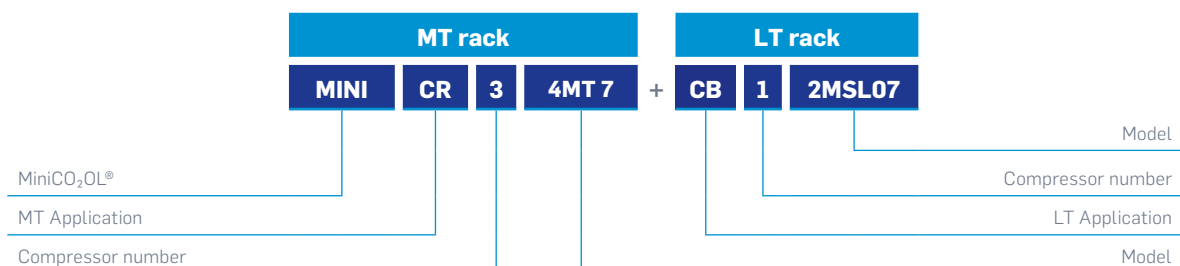 MT rack LT rack
MINI CR 3 4MT 7 + CB 1 2MSL07
Model
MiniCO₂OL® Compressor number
MT Application LT Application
Compressor number Model